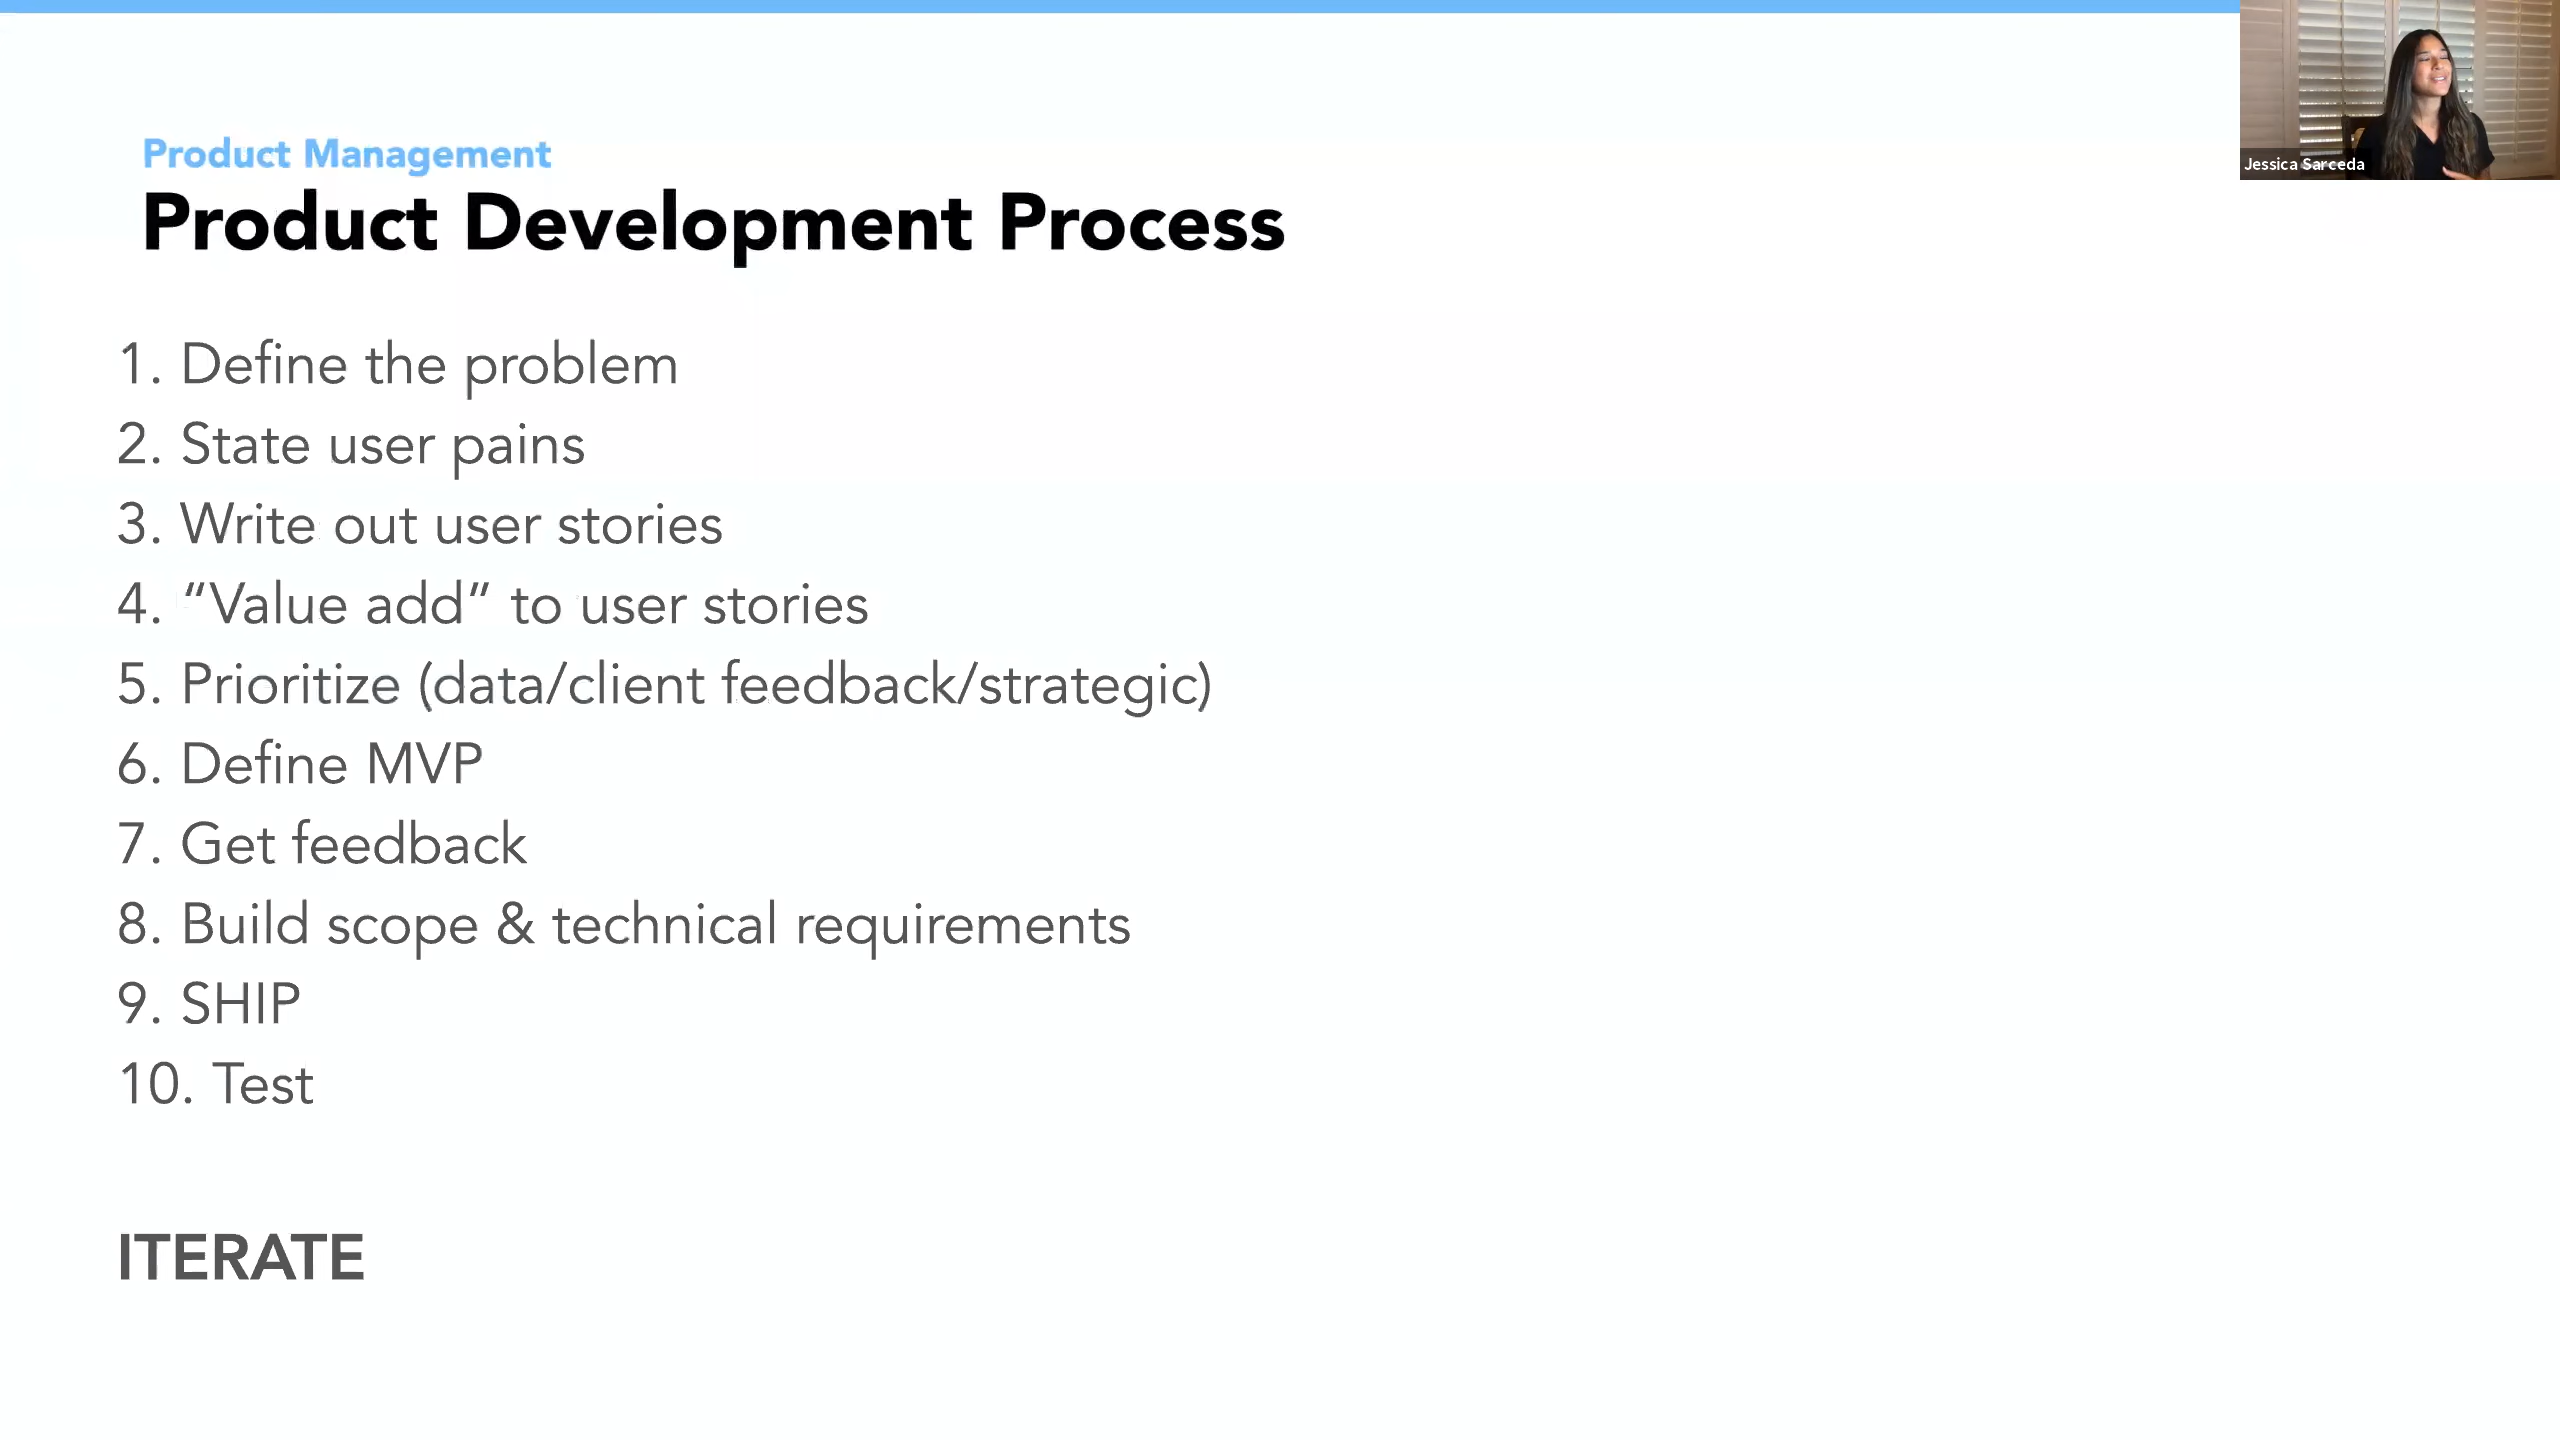 Product Management
Product Development Process
1. Define the problem
2. State user pains
3. Write out user stories
4. “Value add” to user stories
5. Prioritize (data/client feedback/strategic)
6. Define MVP
7. Get feedback
8. Build scope & technical requirements
9. SHIP
10. Test
ITERATE
Jessica Sarceda